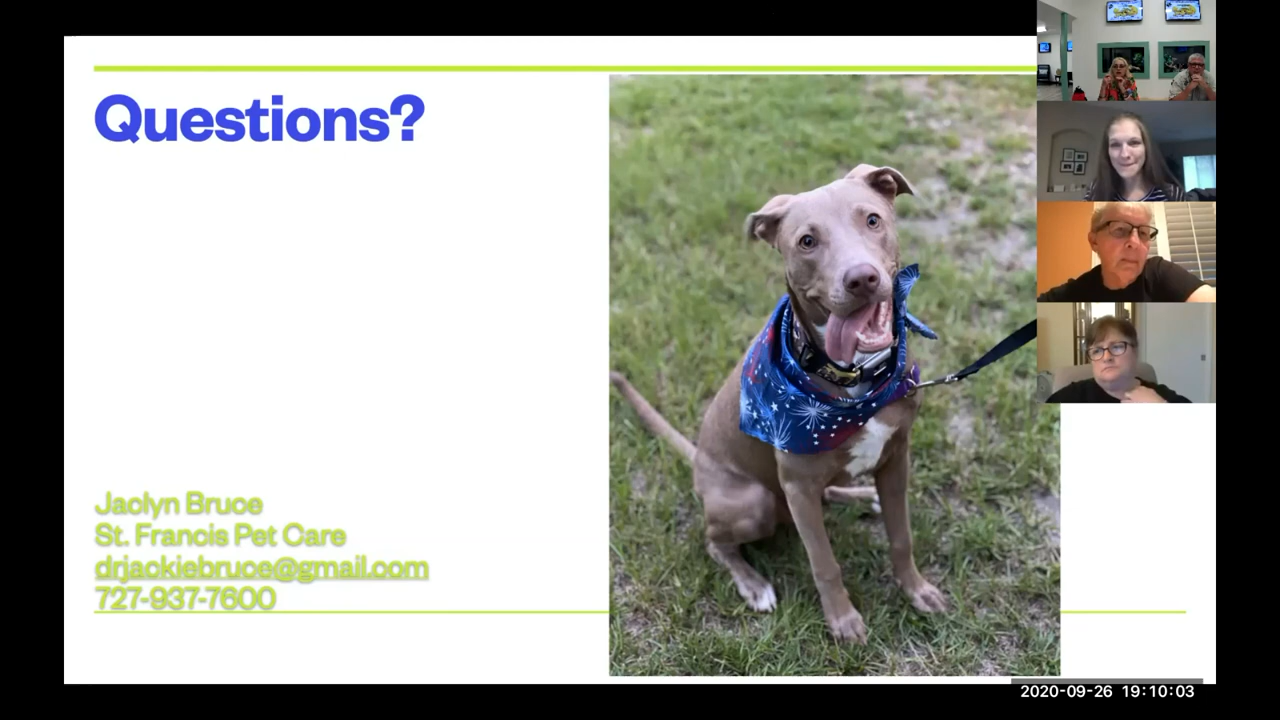 Questions?
Jaclyn Bruce
St. Francis Pet Care
drjackiebruce@gmail.com
727-937-7600
2020-09-26 19:10:03